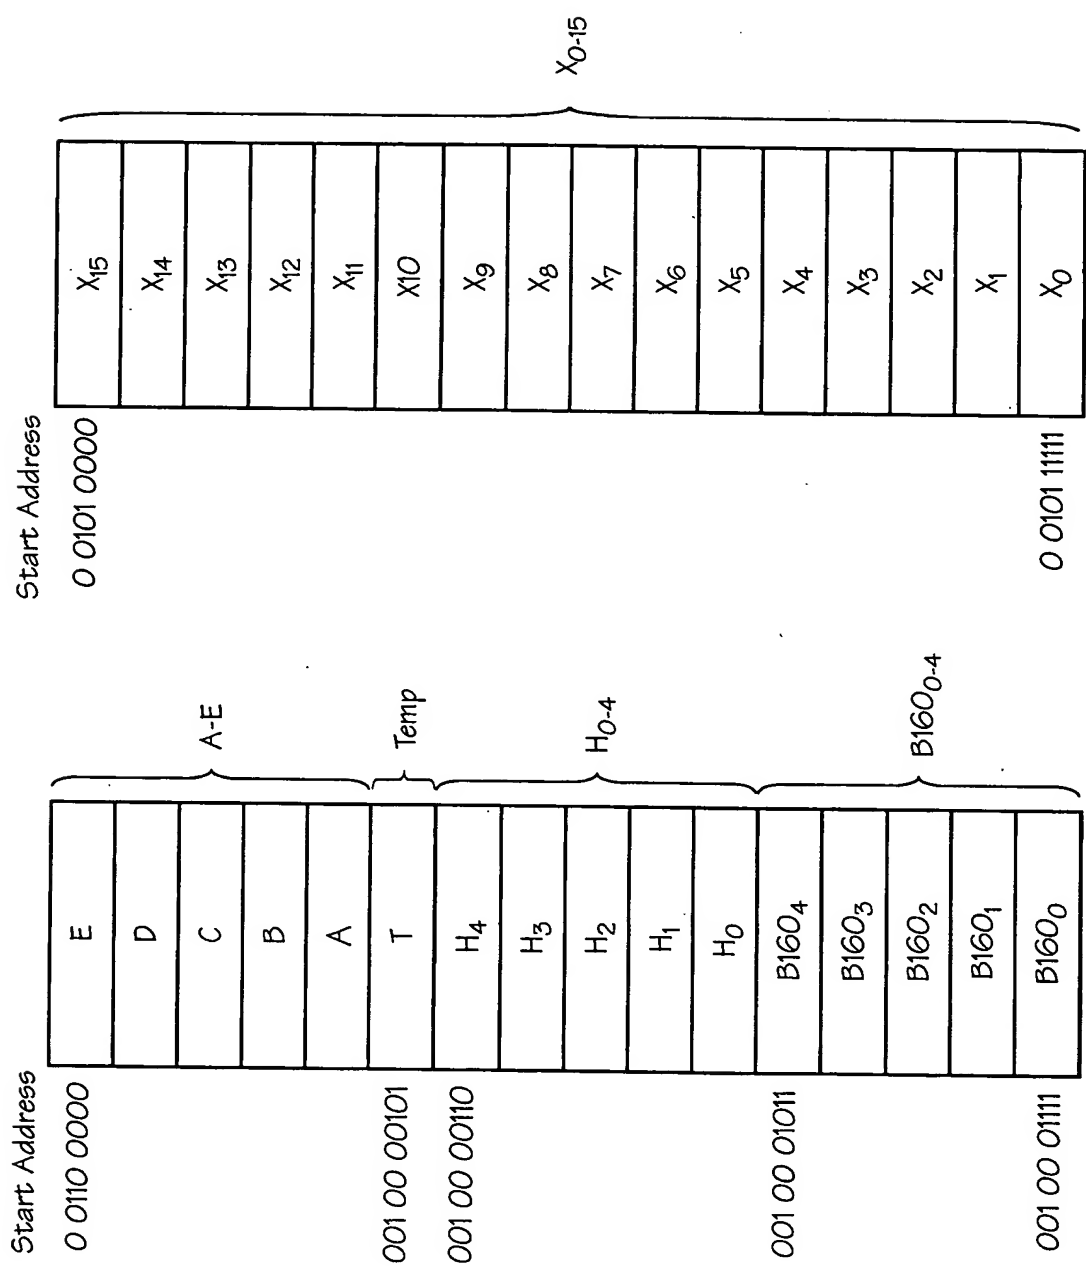 Start Address
0 0110 0000
E
D
C
B
A
A-E
001 00 00101
T
Temp
001 00 00110
H4
H3
H2
H1
H0
H0-4
001 00 01011
B1604
B1603
B1602
B1601
001 00 01111
B1600
B1600-4
Start Address
0 0101 0000
X15
X14
X13
X12
X11
X10
X9
X8
X7
X6
X5
X4
X3
X2
X1
0 0101 11111
X0
X0-15